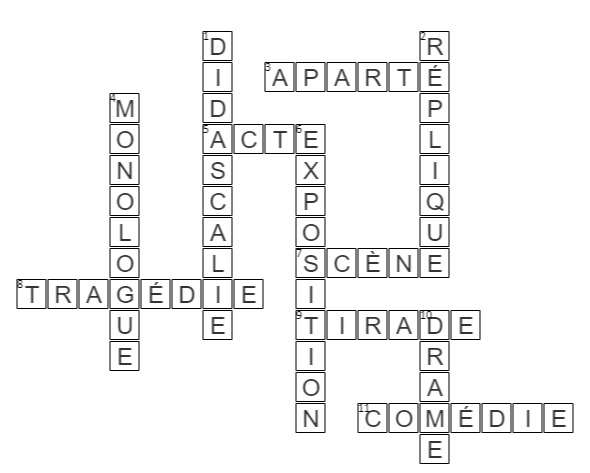 1 DIDASCALIE
2 RÉPLIQUE
3 APARTÉ
4 MONOLOGUE
5 ACTE
6 EXPOSITION
7 SCÈNE
8 TRAGÉDIE
9 TIRADE
10 DRAME
11 COMÉDIE